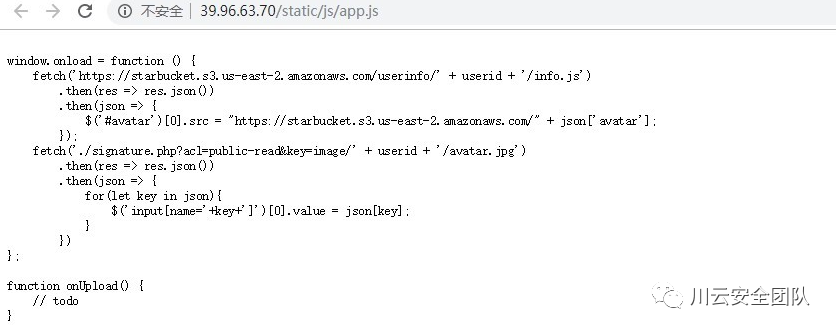 不安全 | 39.96.63.70/static/js/app.js
window.onload = function () {
    fetch('https://starbucket.s3.us-east-2.amazonaws.com/userinfo/' + userid + '/info.js')
        .then(res => res.json())
        .then(json => {
            $('#avatar')[0].src = "https://starbucket.s3.us-east-2.amazonaws.com/" + json['avatar'];
        });
    fetch('./signature.php?acl=public-read&key=image/' + userid + '/avatar.jpg')
        .then(res => res.json())
        .then(json => {
            for(let key in json){
                $('input[name='+key+']')[0].value = json[key];
            }
        })
};
function onUpload() {
    // todo
}
川云安全团队